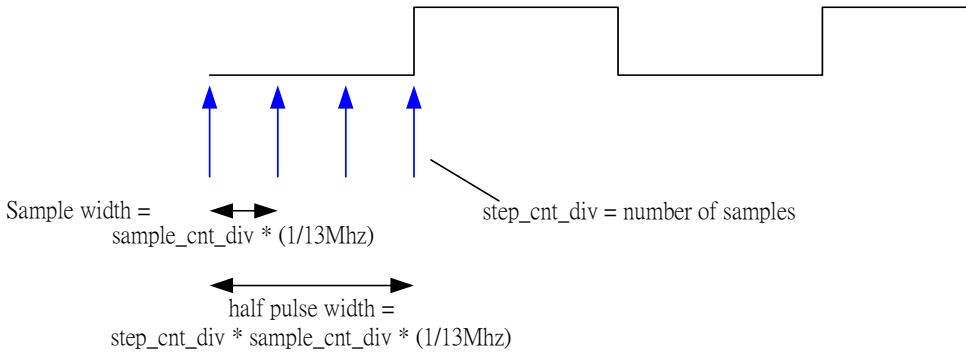 Sample width =
sample_cnt_div * (1/13Mhz)
step_cnt_div = number of samples
half pulse width =
step_cnt_div * sample_cnt_div * (1/13Mhz)